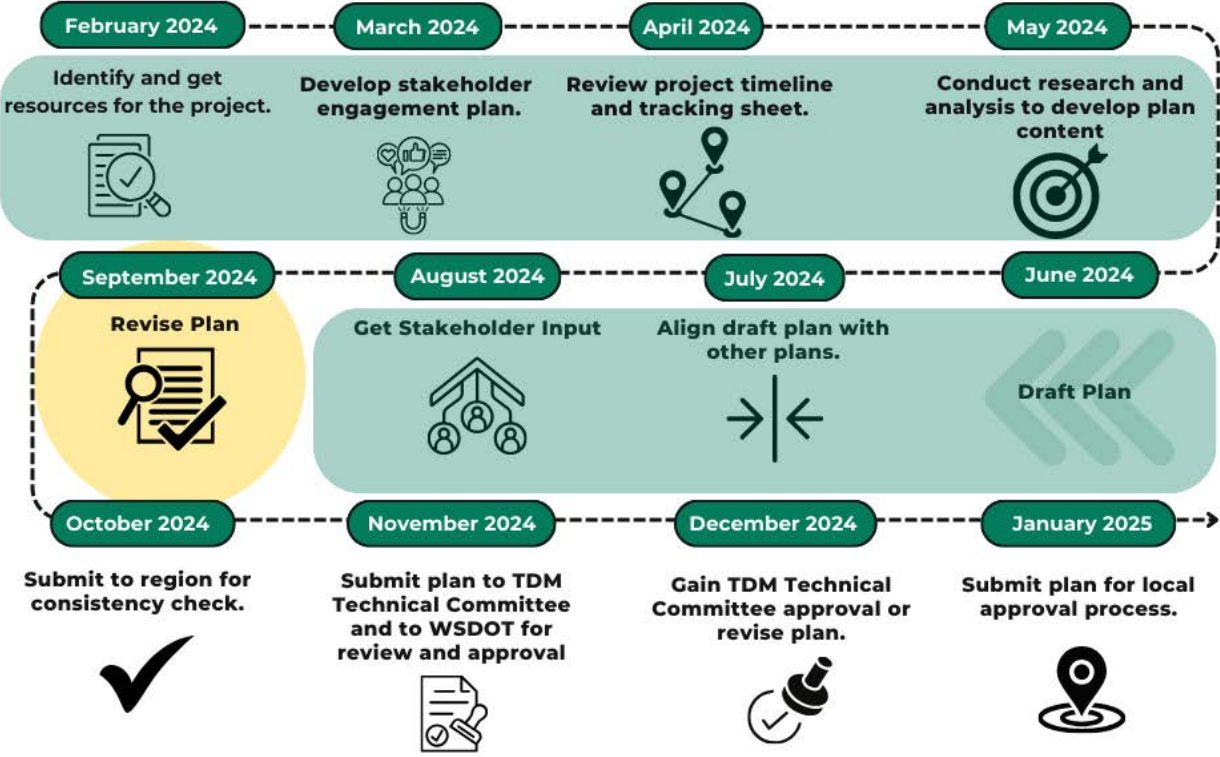 February 2024
March 2024
April 2024
May 2024
Identify and get
resources for the project.
Develop stakeholder
engagement plan.
Review project timeline
and tracking sheet.
Conduct research and
analysis to develop plan
content
September 2024
August 2024
July 2024
June 2024
Revise Plan
Get Stakeholder Input
Align draft plan with
other plans.
Draft Plan
October 2024
November 2024
December 2024
January 2025
Submit to region for
consistency check.
Submit plan to TDM
Technical Committee
and to WSDOT for
review and approval
Gain TDM Technical
Committee approval or
revise plan.
Submit plan for local
approval process.